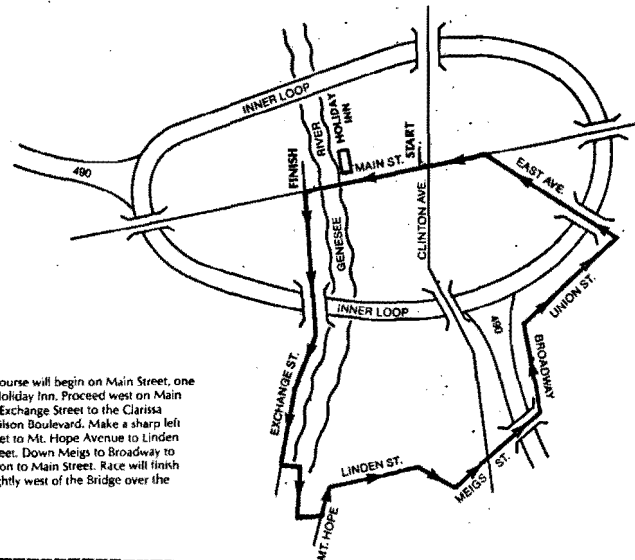 INNER LOOP
490
FINISH
RIVER
HOLIDAY
INN
MAIN ST.
START
EAST AVE.
GENESEE
CLINTON AVE.
INNER LOOP
490
UNION ST.
BROADWAY
EXCHANGE ST.
LINDEN ST.
MEIGS ST.
MT. HOPE
ourse will begin on Main Street, one
Holiday Inn. Proceed west on Main
Exchange Street to the Clarissa
ilson Boulevard. Make a sharp left
et to Mt. Hope Avenue to Linden
eet. Down Meigs to Broadway to
on to Main Street. Race will finish
ghtly west of the Bridge over the